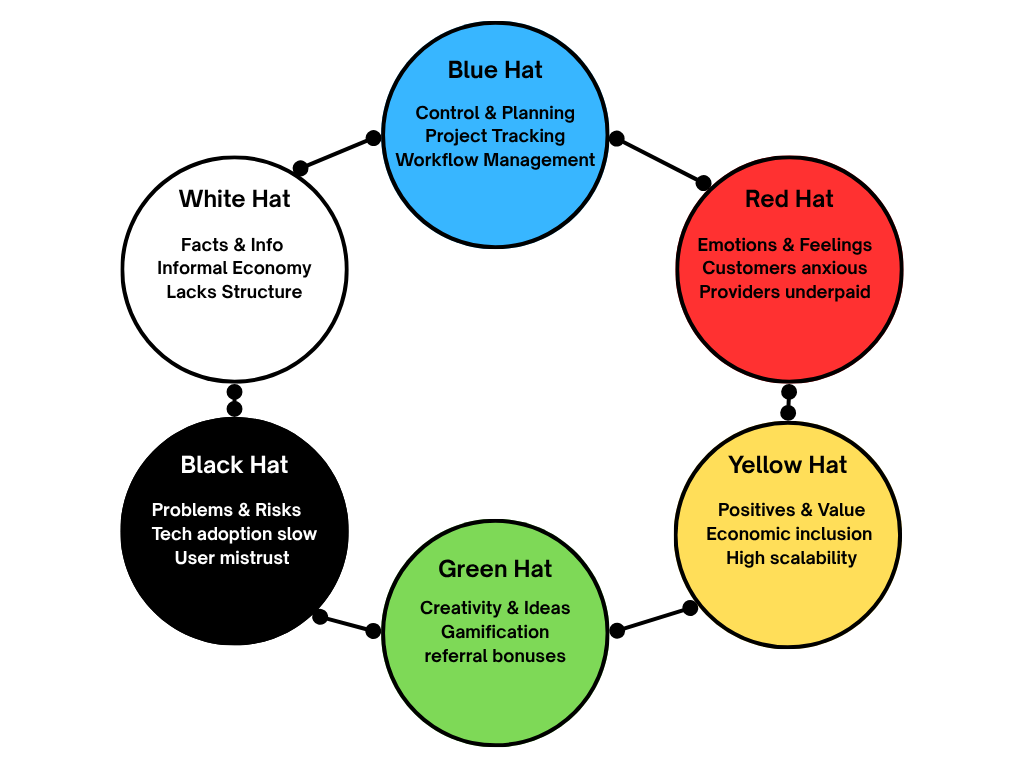 Blue Hat
Control & Planning
Project Tracking
Workflow Management
White Hat
Facts & Info
Informal Economy
Lacks Structure
Red Hat
Emotions & Feelings
Customers anxious
Providers underpaid
Black Hat
Problems & Risks
Tech adoption slow
User mistrust
Yellow Hat
Positives & Value
Economic inclusion
High scalability
Green Hat
Creativity & Ideas
Gamification
referral bonuses